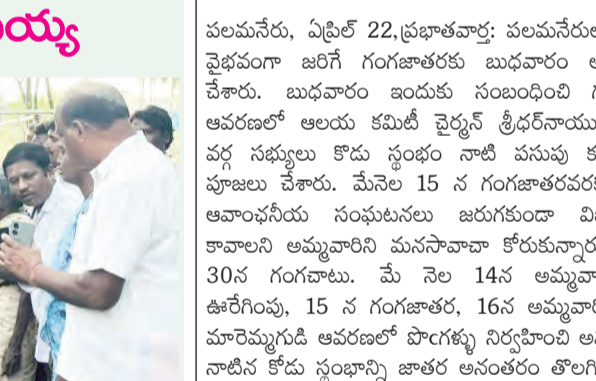 య్య
పలమనేరు, ఏప్రిల్ 22,ప్రభాతవార్త: పలమనేరుల
వైభవంగా జరిగే గంగజాతరకు బుధవారం
చేశారు. బుధవారం ఇందుకు సంబంధించి
ఆవరణలో ఆలయ కమిటీ చైర్మన్ శ్రీధర్‌నాయు
వర్గ సభ్యులు కొడు స్థంభం నాటి పసుపు
పూజలు చేశారు. మేనెల 15 న గంగజాతరవర
ఆవాంఛనీయ సంఘటనలు జరుగకుండా
కావాలని అమ్మవారిని మనసావాచా కోరుకున్నారు
30న గంగచాటు. మే నెల 14న అమ్మవా
ఊరేగింపు, 15 న గంగజాతర, 16న అమ్మవారి
మారెమ్మగుడి ఆవరణలో పొంగళ్ళు నిర్వహించి
నాటిన కోడు స్థంభాన్ని జాతర అనంతరం తొలగి